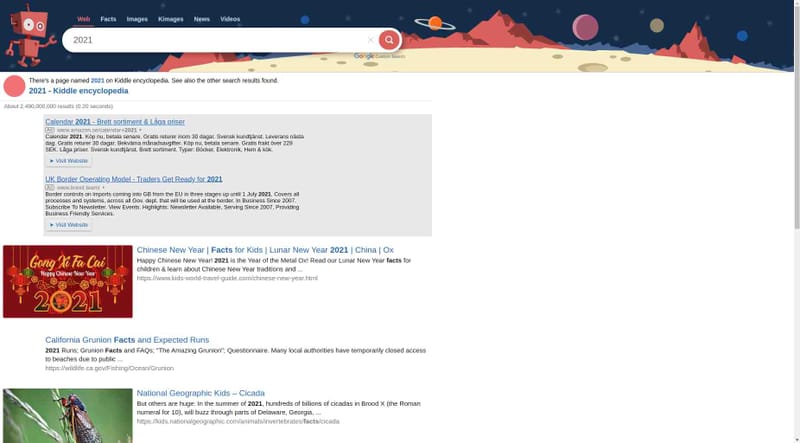 Web Facts Images Kimages News Videos
2021
Google Custom Search
There's a page named 2021 on Kiddle encyclopedia. See also the other search results found.
2021 - Kiddle encyclopedia
About 2,490,000,000 results (0.20 seconds)
Calendar 2021 - Brett sortiment & Låga priser
Ad www.amazon.se/calendar+2021
Calendar 2021. Köp nu, betala senare. Gratis returer inom 30 dagar. Svensk kundtjänst. Leverans nästa
dag. Gratis returer 30 dagar. Bekväma månadsavgifter. Köp nu, betala senare. Gratis frakt över 229
SEK. Låga priser. Svensk kundtjänst. Brett sortiment. Typer: Böcker, Elektronik, Hem & kök.
➤ Visit Website
UK Border Operating Model - Traders Get Ready for 2021
Ad
Border controls on imports coming into GB from the EU in three stages up until 1 July 2021. Covers all
processes and systems, across all Gov. dept. that will be used at the border. In Business Since 2007.
Subscribe To Newsletter. View Events. Highlights: Newsletter Available, Serving Since 2007, Providing
Business Friendly Services.
➤ Visit Website
Gong Xi Fa Cai
Happy Chinese New Year
2021
Chinese New Year | Facts for Kids | Lunar New Year 2021 | China | Ox
Happy Chinese New Year! 2021 is the Year of the Metal Ox! Read our Lunar New Year facts for
children & learn about Chinese New Year traditions and ...
https://www.kids-world-travel-guide.com/chinese-new-year.html
California Grunion Facts and Expected Runs
2021 Runs; Grunion Facts and FAQs; "The Amazing Grunion"; Questionnaire. Many local authorities have temporarily closed access
to beaches due to public ...
https://wildlife.ca.gov/Fishing/Ocean/Grunion
National Geographic Kids – Cicada
But others are huge: In the summer of 2021, hundreds of billions of cicadas in Brood X (the Roman
numeral for 10), will buzz through parts of Delaware, Georgia, ...
https://kids.nationalgeographic.com/animals/invertebrates/facts/cicada